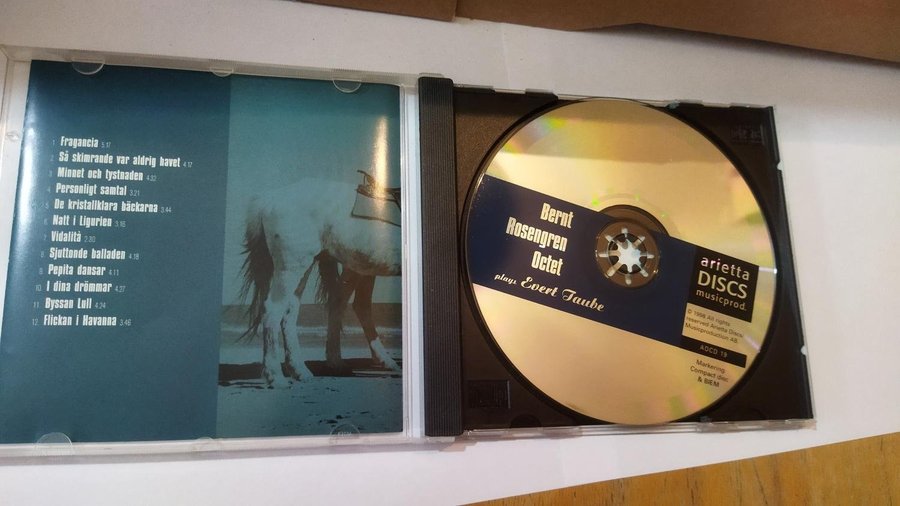 1 Fragancia 5.17
2 Så skimrande var aldrig havet 4.17
3 Minnet och tystnaden 4.32
4 Personligt samtal 3.21
5 De kristallklara bäckarna 3.44
6 Natt i Ligurien 3.16
7 Vidalitå 2.30
8 Sjuttonde balladen 4.18
9 Pepita dansar 4.11
10 I dina drömmar 4.27
11 Byssan Lull 4.24
12 Flickan i Havanna 3.46
Bernt
Rosengren
Octet
plays Evert Taube
arietta
DISCS
musicprod.
© 1998 All rights
reserved Arietta Discs
Musicproduction AB.
ADCD 19
Markering:
Compact disc
& BIEM